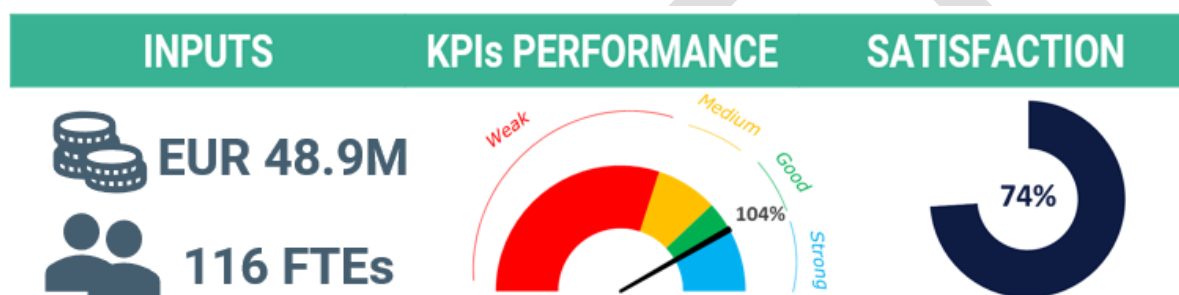 INPUTS
KPIs PERFORMANCE
SATISFACTION
EUR 48.9M
116 FTEs
Weak
Medium
Good
104%
Strong
74%